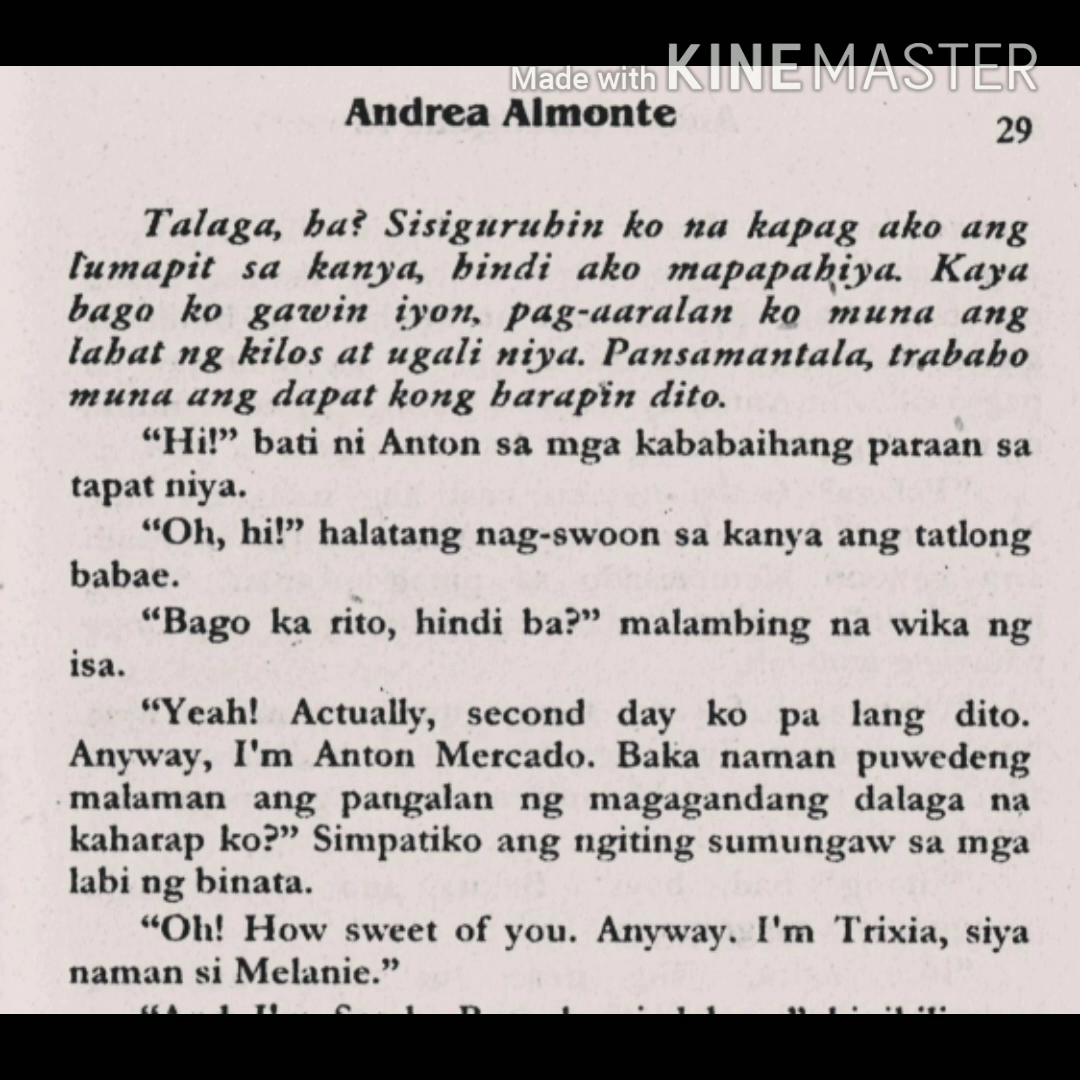 Made with KINEMASTER
Andrea Almonte
29
Talaga, ha? Sisiguruhin ko na kapag ako ang
lumapit sa kanya, hindi ako mapapahiya. Kaya
bago ko gawin iyon, pag-aaralan ko muna ang
lahat ng kilos at ugali niya. Pansamantala, trabaho
muna ang dapat kong harapin dito.
“Hi!” bati ni Anton sa mga kababaihang paraan sa
tapat niya.
“Oh, hi!” halatang nag-swoon sa kanya ang tatlong
babae.
“Bago ka rito, hindi ba?” malambing na wika ng
isa.
“Yeah! Actually, second day ko pa lang dito.
Anyway, I'm Anton Mercado. Baka naman puwedeng
malaman ang pangalan ng magagandang dalaga na
kaharap ko?” Simpatiko ang ngiting sumungaw sa mga
labi ng binata.
“Oh! How sweet of you. Anyway. I'm Trixia, siya
naman si Melanie.”